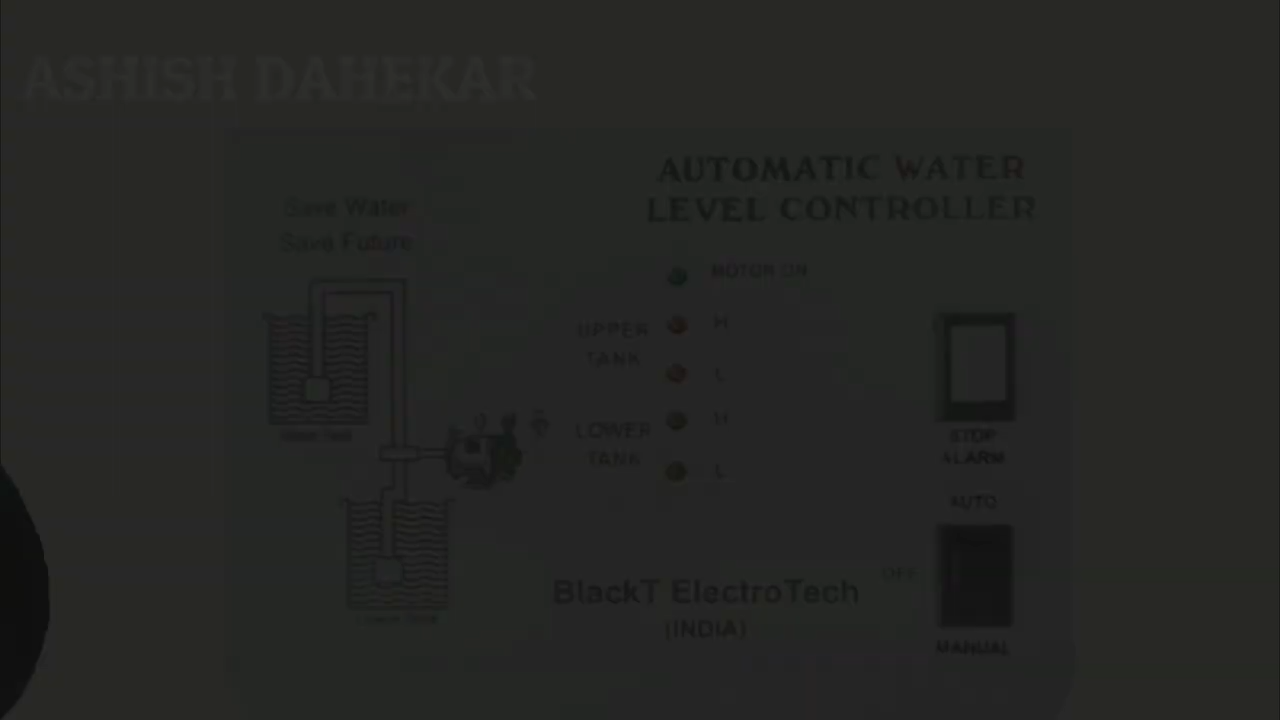 ASHISH DAHEKAR
AUTOMATIC WATER
LEVEL CONTROLLER
Save Water
Save Future
MOTOR ON
UPPER
TANK
H
L
LOWER
TANK
H
L
STOP
ALARM
AUTO
OFF
MANUAL
BlackT ElectroTech
(INDIA)